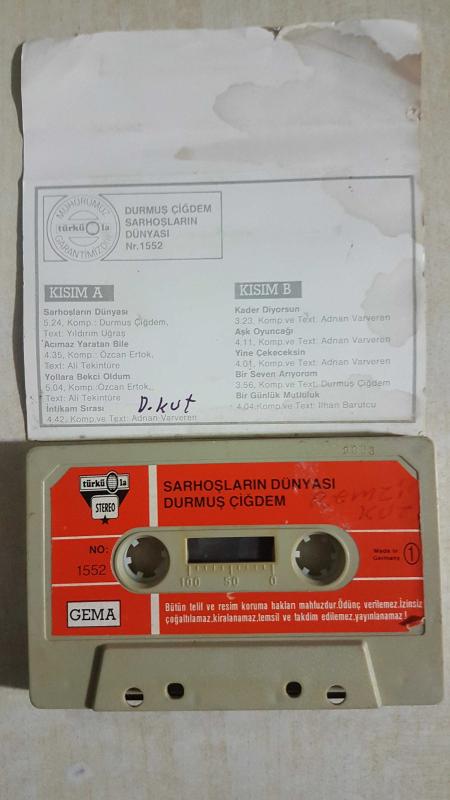 MÜHÜRÜMÜZ
türkü la
GARANTİMİZDİR
DURMUŞ ÇİĞDEM
SARHOŞLARIN
DÜNYASI
Nr.1552
KISIM A
Sarhoşların Dünyası
5.24, Komp.: Durmuş Çiğdem,
Text: Yıldırım Uğraş
Acımaz Yaratan Bile
4.35, Komp.: Özcan Ertok,
Text: Ali Tekintüre
Yollara Bekci Oldum
5.04, Komp: Özcan Ertok,
Text: Ali Tekintüre
İntikam Sırası
4.42, Komp.ve Text: Adnan Varveren
KISIM B
Kader Diyorsun
3.23, Komp.ve Text: Adnan Varveren
Aşk Oyuncağı
4.11, Komp.ve Text: Adnan Varveren
Yine Çekeceksin
4.01, Komp.ve Text: Adnan Varveren
Bir Seven Arıyorum
3.56, Komp.ve Text: Durmuş Çiğdem
Bir Günlük Mutluluk
4.04,Komp.ve Text: İlhan Barutcu
D.kut
türkü la
STEREO
SARHOŞLARIN DÜNYASI
DURMUŞ ÇİĞDEM
NO:
1552
100 50 0
Made in
Germany
1
GEMA
Bütün telif ve resim koruma hakları mahfuzdur.Ödünç verilemez.İzinsiz
çoğaltılamaz,kiralanamaz,temsil ve takdim edilemez,yayınlanamaz!